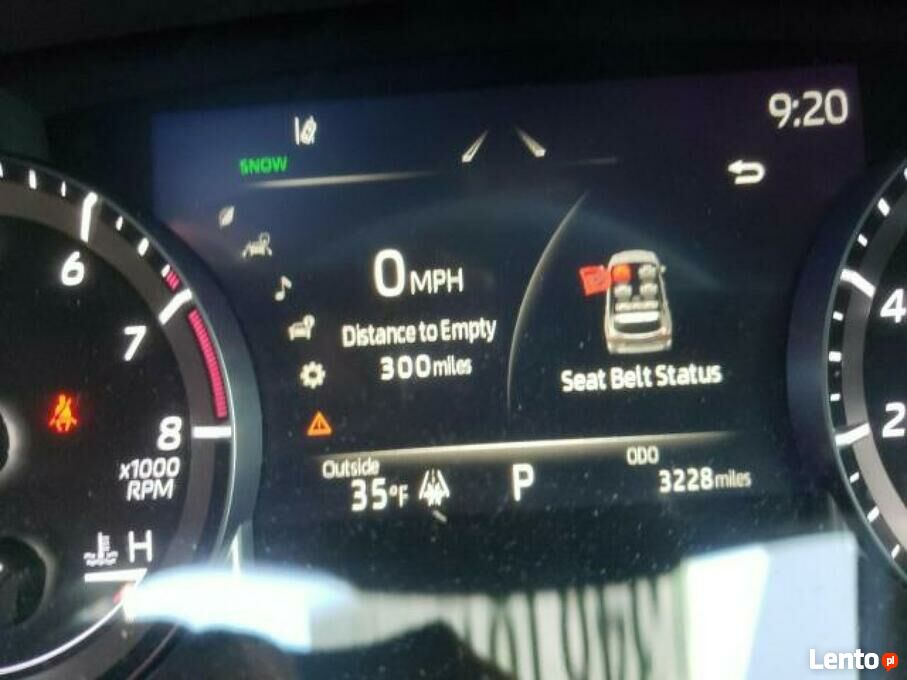 9:20
SNOW
6
7
8
x1000
RPM
H
0 MPH
Distance to Empty
300 miles
Seat Belt Status
Outside
35°F
P
ODO
3228 miles
4
2
Lento pl